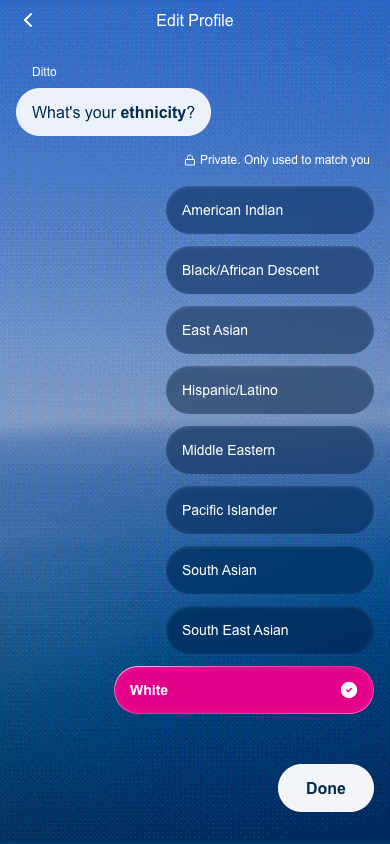 Edit Profile
Ditto
What's your ethnicity?
Private. Only used to match you
American Indian
Black/African Descent
East Asian
Hispanic/Latino
Middle Eastern
Pacific Islander
South Asian
South East Asian
White
Done